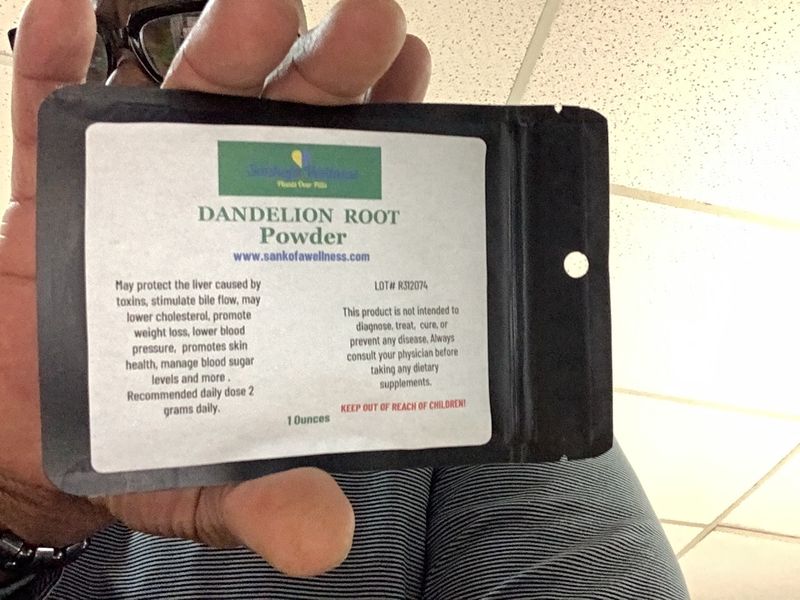 Sankofa Wellness
Plants Over Pills
DANDELION ROOT
Powder
www.sankofawellness.com
May protect the liver caused by
toxins, stimulate bile flow, may
lower cholesterol, promote
weight loss, lower blood
pressure, promotes skin
health, manage blood sugar
levels and more .
Recommended daily dose 2
grams daily.
LOT# R312074
This product is not intended to
diagnose, treat, cure, or
prevent any disease. Always
consult your physician before
taking any dietary
supplements.
KEEP OUT OF REACH OF CHILDREN!
1 Ounces